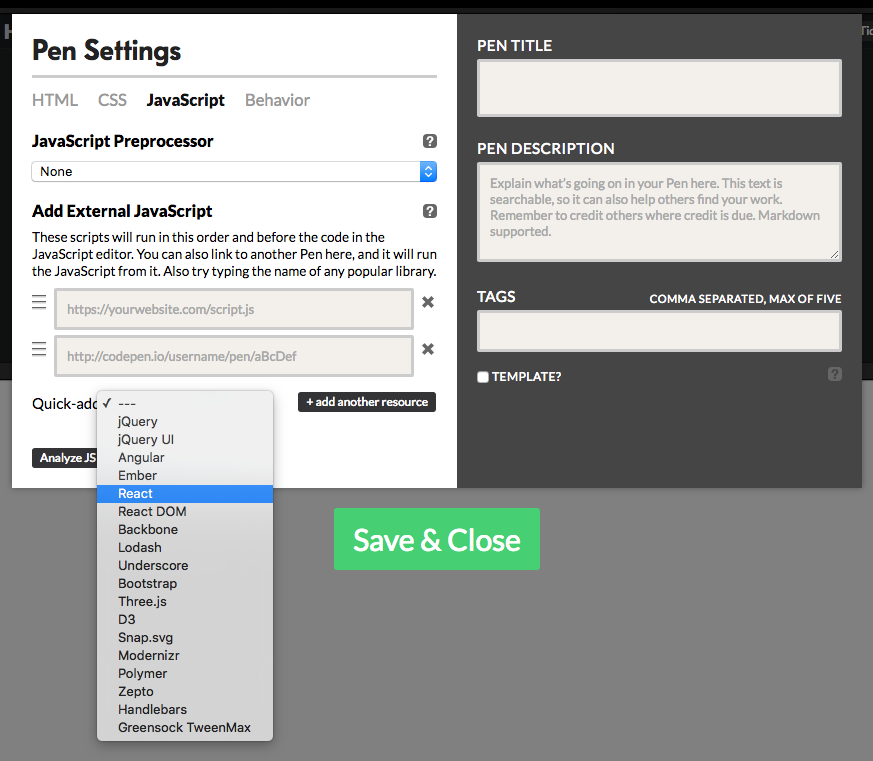 Pen Settings
HTML CSS JavaScript Behavior
JavaScript Preprocessor ?
None
Add External JavaScript ?
These scripts will run in this order and before the code in the
JavaScript editor. You can also link to another Pen here, and it will run
the JavaScript from it. Also try typing the name of any popular library.
https://yourwebsite.com/script.js
http://codepen.io/username/pen/aBcDef
Quick-add
+ add another resource
Analyze JS
✓ ---
jQuery
jQuery UI
Angular
Ember
React
React DOM
Backbone
Lodash
Underscore
Bootstrap
Three.js
D3
Snap.svg
Modernizr
Polymer
Zepto
Handlebars
Greensock TweenMax
PEN TITLE
PEN DESCRIPTION
Explain what's going on in your Pen here. This text is
searchable, so it can also help others find your work.
Remember to credit others where credit is due. Markdown
supported.
TAGS COMMA SEPARATED, MAX OF FIVE
TEMPLATE? ?
Save & Close